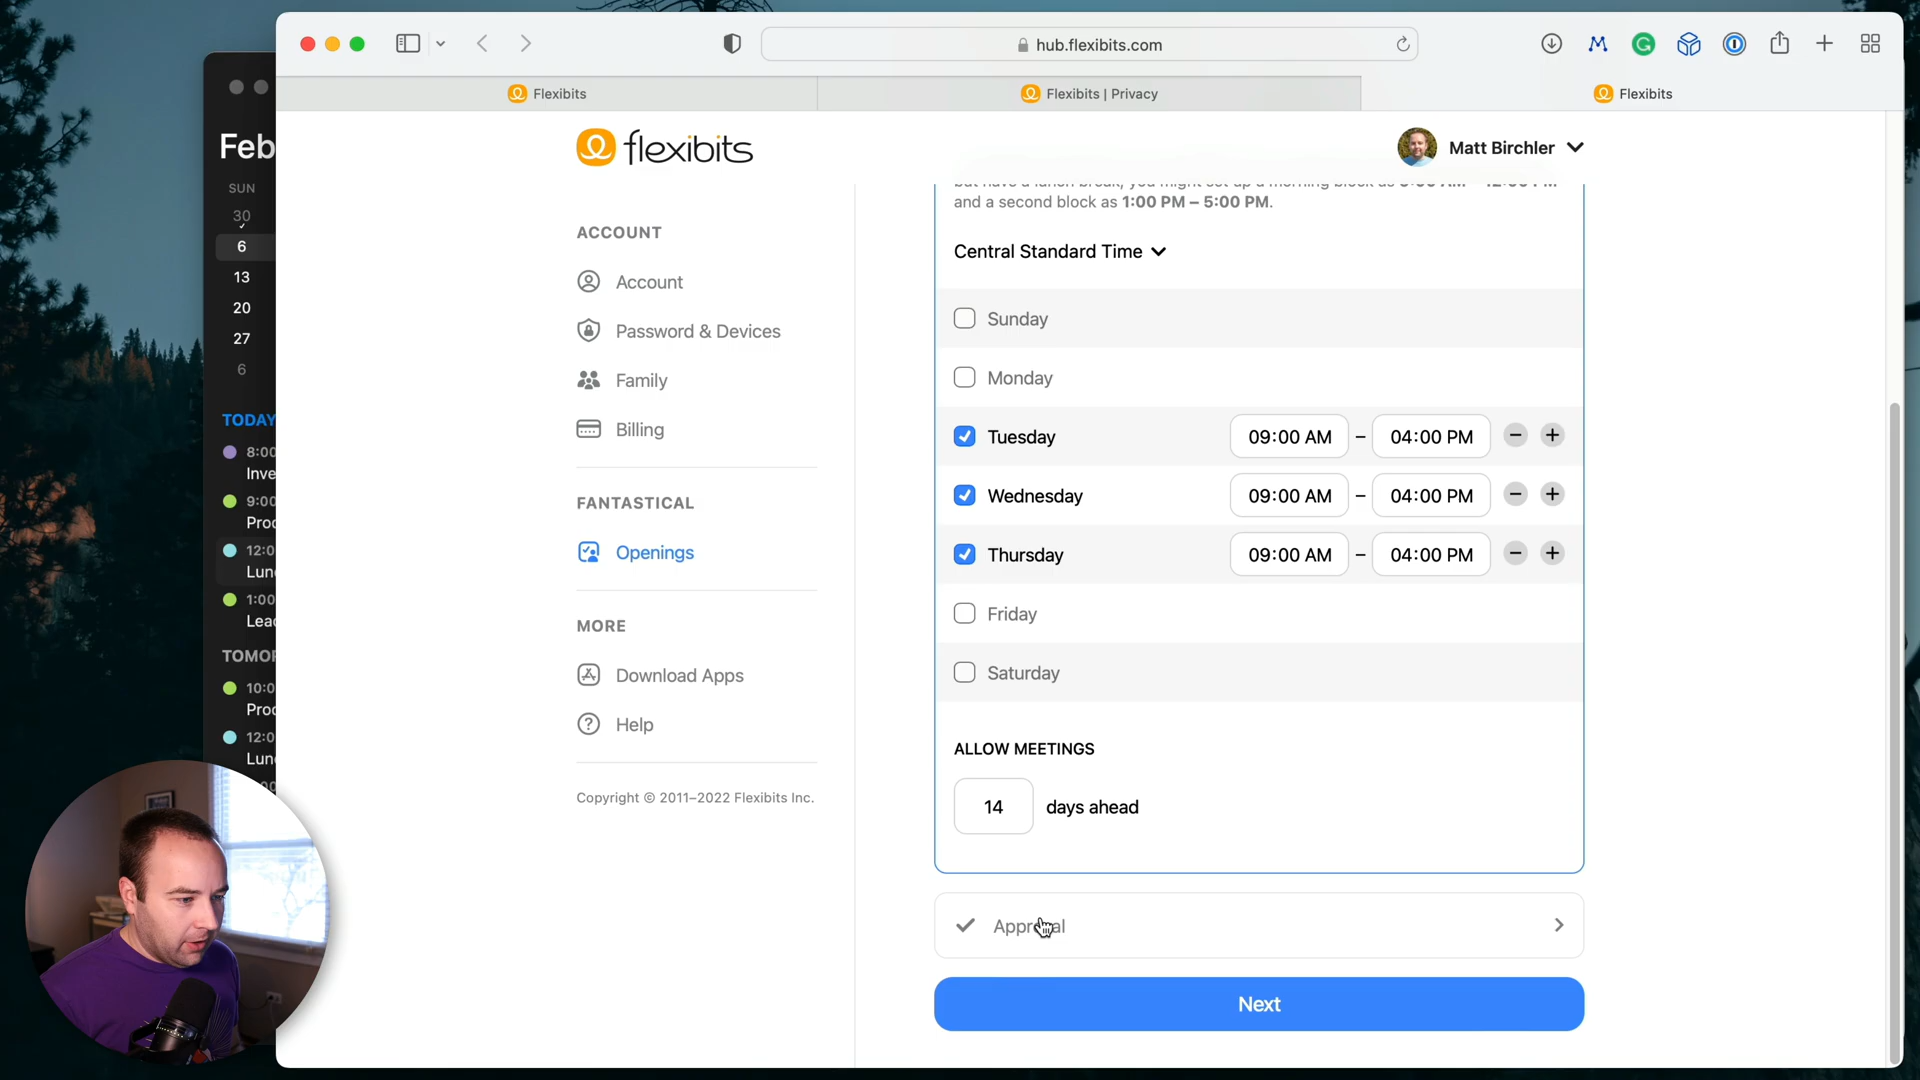 hub.flexibits.com
Flexibits
Flexibits | Privacy
Flexibits
flexibits
Matt Birchler
Feb
SUN
30
6
13
20
27
6
TODAY
8:00
Inve
9:00
Proc
12:0
Lun
1:00
Lead
TOMOR
10:0
Proc
12:0
Lun
ACCOUNT
Account
Password & Devices
Family
Billing
FANTASTICAL
Openings
MORE
Download Apps
Help
Copyright © 2011–2022 Flexibits Inc.
and a second block as 1:00 PM – 5:00 PM.
Central Standard Time
Sunday
Monday
Tuesday 09:00 AM – 04:00 PM
Wednesday 09:00 AM – 04:00 PM
Thursday 09:00 AM – 04:00 PM
Friday
Saturday
ALLOW MEETINGS
14 days ahead
Approval
Next